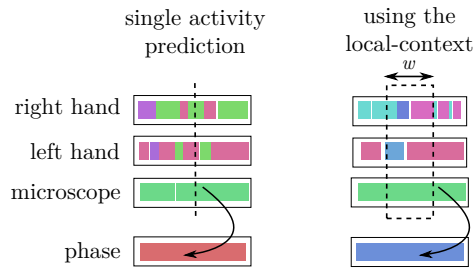 single activity
prediction
using the
local-context
w
right hand
left hand
microscope
phase